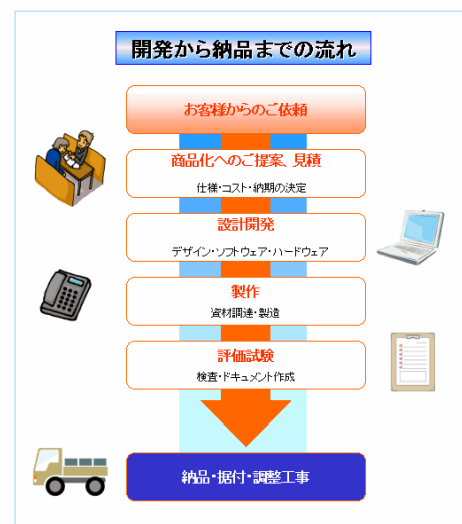 開発から納品までの流れ
お客様からのご依頼
商品化へのご提案、見積
仕様・コスト・納期の決定
設計開発
デザイン・ソフトウェア・ハードウェア
製作
資材調達・製造
評価試験
検査・ドキュメント作成
納品・据付・調整工事